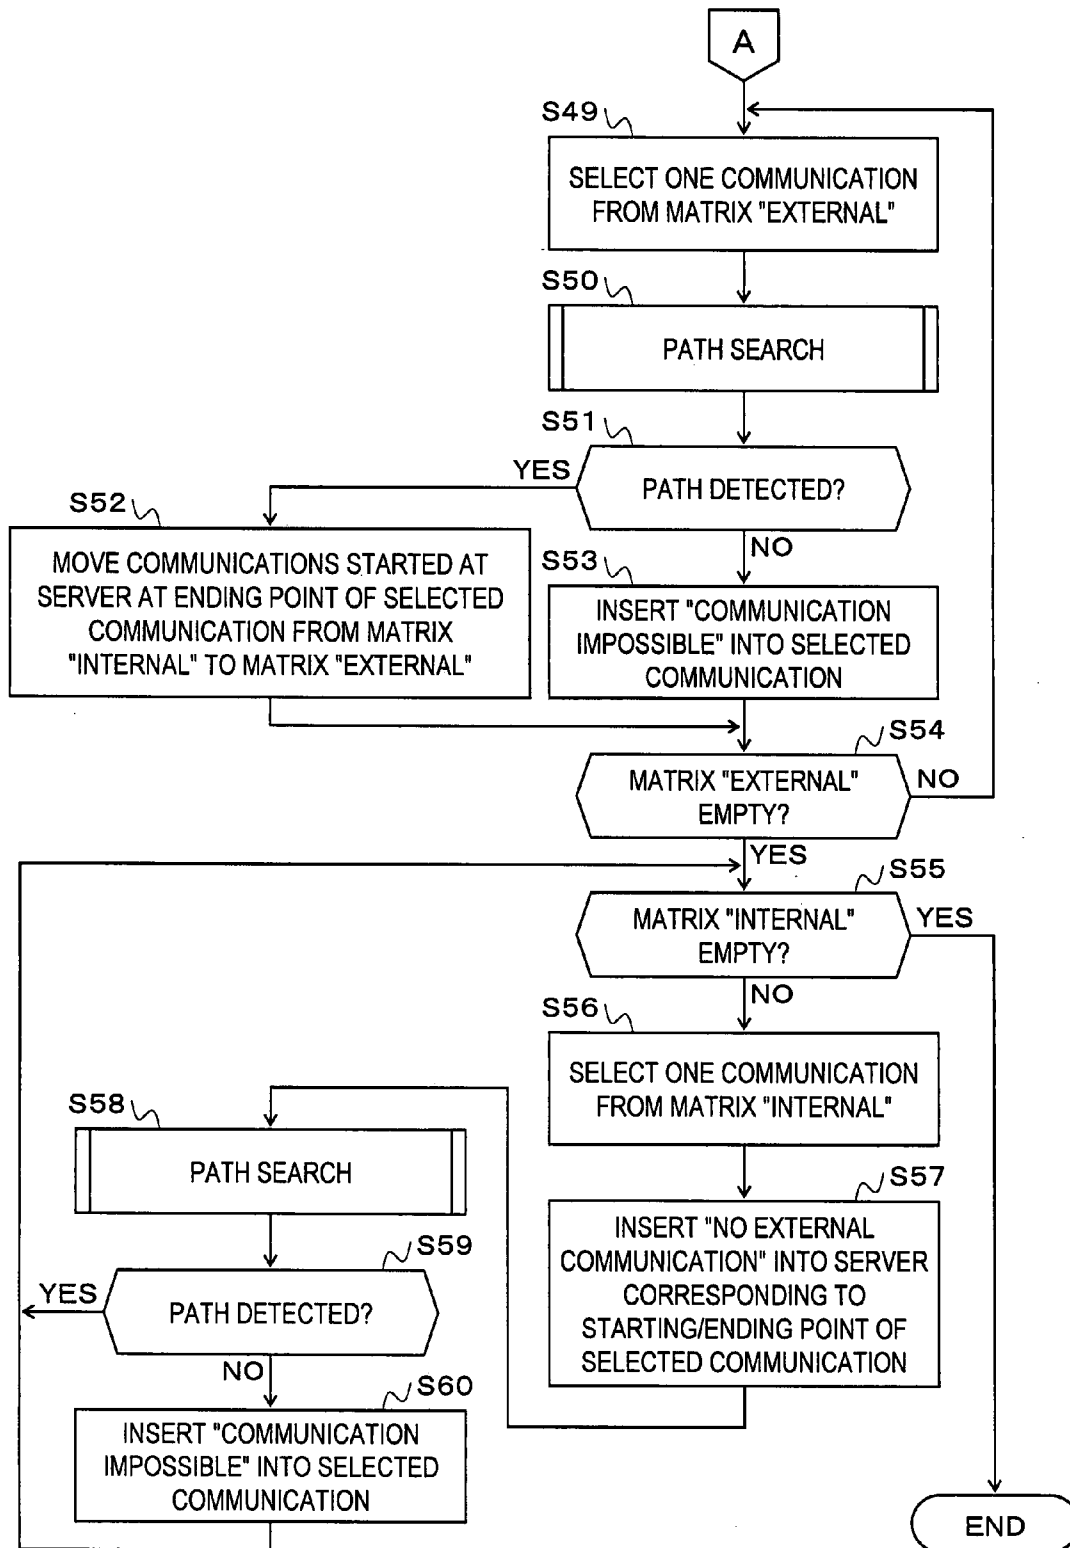 A
S49
SELECT ONE COMMUNICATION
FROM MATRIX "EXTERNAL"
S50
PATH SEARCH
S51
PATH DETECTED?
YES
NO
S52
MOVE COMMUNICATIONS STARTED AT
SERVER AT ENDING POINT OF SELECTED
COMMUNICATION FROM MATRIX
"INTERNAL" TO MATRIX "EXTERNAL"
S53
INSERT "COMMUNICATION
IMPOSSIBLE" INTO SELECTED
COMMUNICATION
S54
MATRIX "EXTERNAL"
EMPTY?
NO
YES
S55
MATRIX "INTERNAL"
EMPTY?
YES
NO
S56
SELECT ONE COMMUNICATION
FROM MATRIX "INTERNAL"
S57
INSERT "NO EXTERNAL
COMMUNICATION" INTO SERVER
CORRESPONDING TO
STARTING/ENDING POINT OF
SELECTED COMMUNICATION
S58
PATH SEARCH
S59
PATH DETECTED?
YES
NO
S60
INSERT "COMMUNICATION
IMPOSSIBLE" INTO SELECTED
COMMUNICATION
END